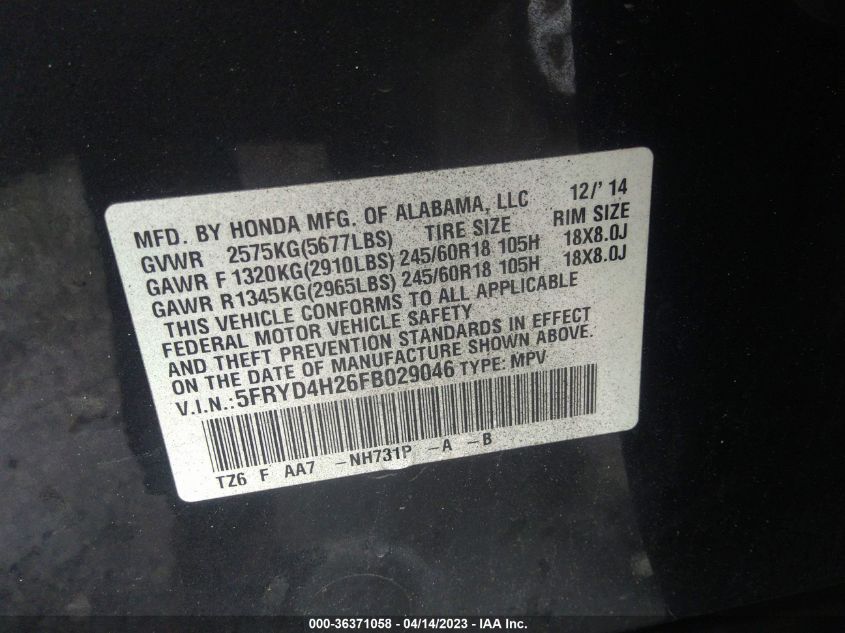 MFD. BY HONDA MFG. OF ALABAMA, LLC 12/'14
GVWR 2575KG(5677LBS) TIRE SIZE RIM SIZE
GAWR F1320KG(2910LBS) 245/60R18 105H 18X8.0J
GAWR R1345KG(2965LBS) 245/60R18 105H 18X8.0J
THIS VEHICLE CONFORMS TO ALL APPLICABLE
FEDERAL MOTOR VEHICLE SAFETY
AND THEFT PREVENTION STANDARDS IN EFFECT
ON THE DATE OF MANUFACTURE SHOWN ABOVE.
V.I.N.:5FRYD4H26FB029046 TYPE: MPV
TZ6 F AA7 -NH731P -A -B
000-36371058 - 04/14/2023 - IAA Inc.